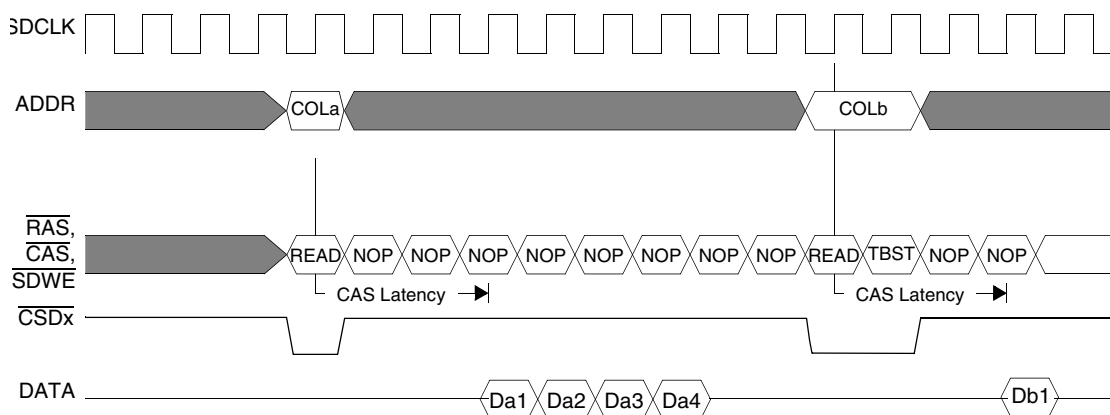 SDCLK
ADDR
COLa
COLb
RAS,
CAS,
SDWE
READ NOP NOP NOP NOP NOP NOP NOP NOP READ TBST NOP NOP
CAS Latency
CAS Latency
CSDx
DATA
Da1 Da2 Da3 Da4
Db1